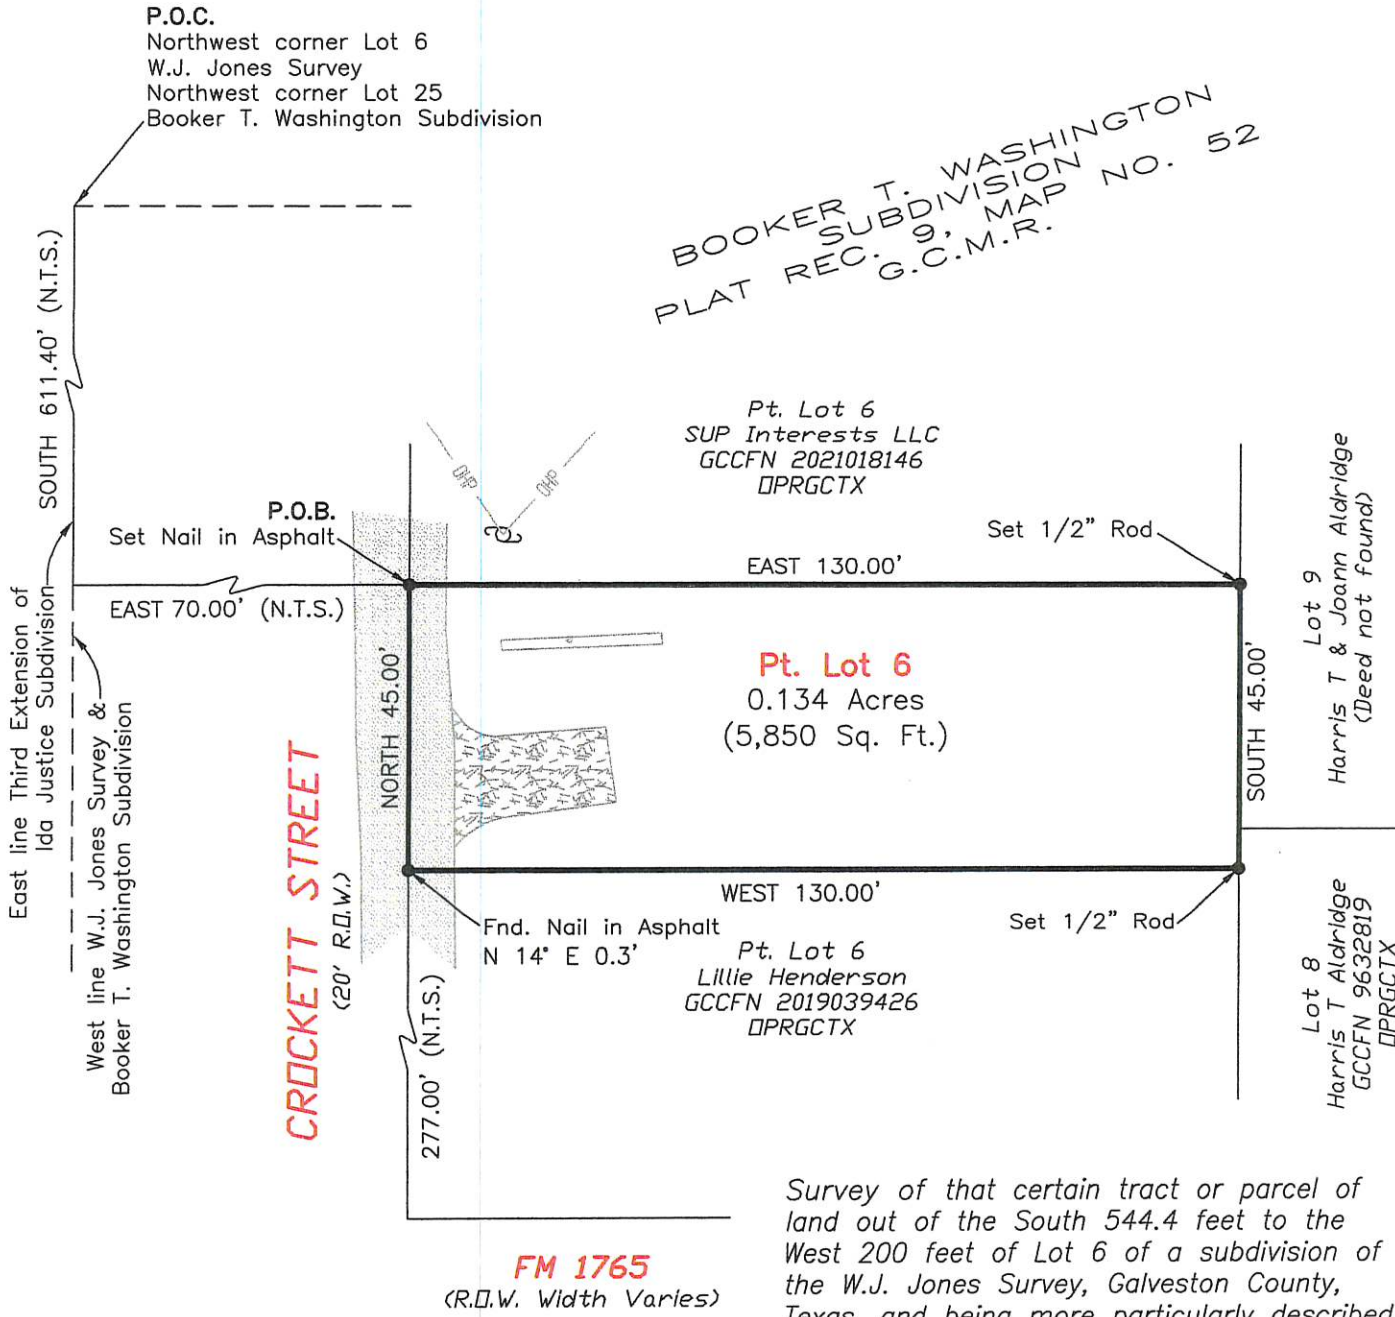 P.O.C.
Northwest corner Lot 6
W.J. Jones Survey
Northwest corner Lot 25
Booker T. Washington Subdivision
BOOKER T. WASHINGTON
SUBDIVISION
PLAT REC. 9, MAP NO. 52
G.C.M.R.
SOUTH 611.40' (N.T.S.)
Pt. Lot 6
SUP Interests LLC
GCCFN 2021018146
OPRGCTX
OHP
OHP
P.O.B.
Set Nail in Asphalt
Set 1/2" Rod
EAST 130.00'
EAST 70.00' (N.T.S.)
East line Third Extension of
Ida Justice Subdivision
West line W.J. Jones Survey &
Booker T. Washington Subdivision
CROCKETT STREET
(20' R.O.W.)
NORTH 45.00'
Pt. Lot 6
0.134 Acres
(5,850 Sq. Ft.)
SOUTH 45.00'
Lot 9
Harris T & Joann Aldridge
(Deed not found)
WEST 130.00'
Fnd. Nail in Asphalt
N 14° E 0.3'
Set 1/2" Rod
Pt. Lot 6
Lillie Henderson
GCCFN 2019039426
OPRGCTX
Lot 8
Harris T Aldridge
GCCFN 9632819
OPRGCTX
277.00' (N.T.S.)
FM 1765
(R.O.W. Width Varies)
Survey of that certain tract or parcel of
land out of the South 544.4 feet to the
West 200 feet of Lot 6 of a subdivision of
the W.J. Jones Survey, Galveston County,
Texas, and being more particularly described